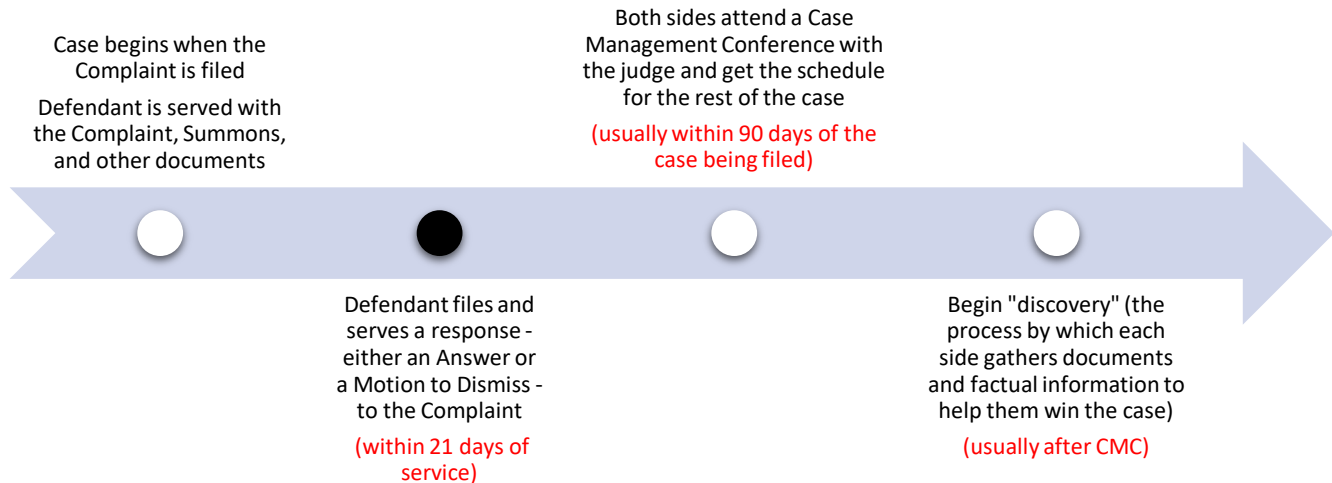 Case begins when the
Complaint is filed
Defendant is served with
the Complaint, Summons,
and other documents
Defendant files and
serves a response -
either an Answer or
a Motion to Dismiss -
to the Complaint
(within 21 days of
service)
Both sides attend a Case
Management Conference with
the judge and get the schedule
for the rest of the case
(usually within 90 days of the
case being filed)
Begin "discovery" (the
process by which each
side gathers documents
and factual information to
help them win the case)
(usually after CMC)